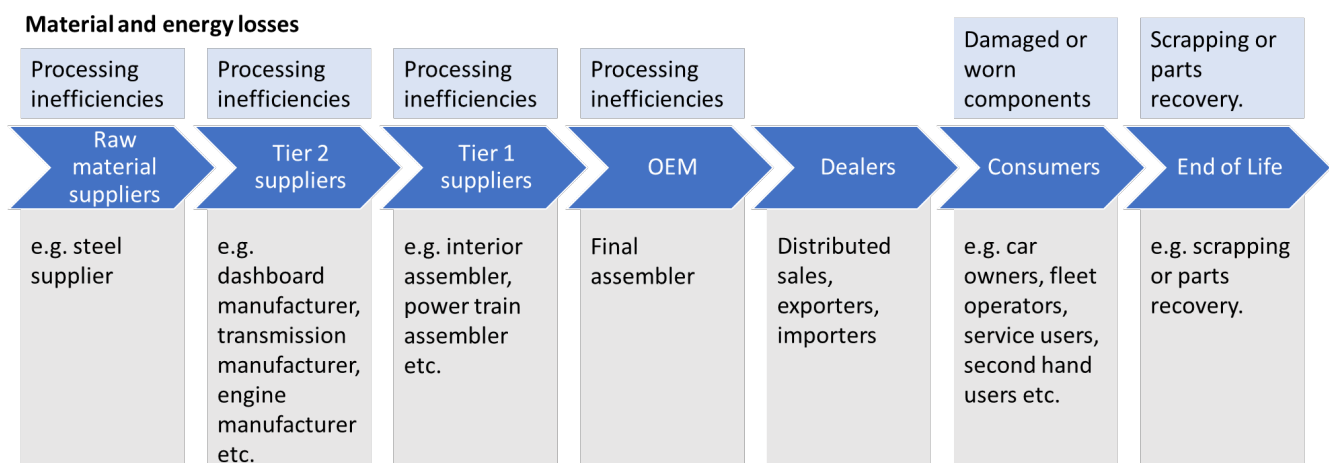 Material and energy losses
Processing
inefficiencies
Processing
inefficiencies
Processing
inefficiencies
Processing
inefficiencies
Damaged or
worn
components
Scrapping or
parts
recovery.
Raw
material
suppliers
Tier 2
suppliers
Tier 1
suppliers
OEM
Dealers
Consumers
End of Life
e.g. steel
supplier
e.g.
dashboard
manufacturer,
transmission
manufacturer,
engine
manufacturer
etc.
e.g. interior
assembler,
power train
assembler
etc.
Final
assembler
Distributed
sales,
exporters,
importers
e.g. car
owners, fleet
operators,
service users,
second hand
users etc.
e.g. scrapping
or parts
recovery.